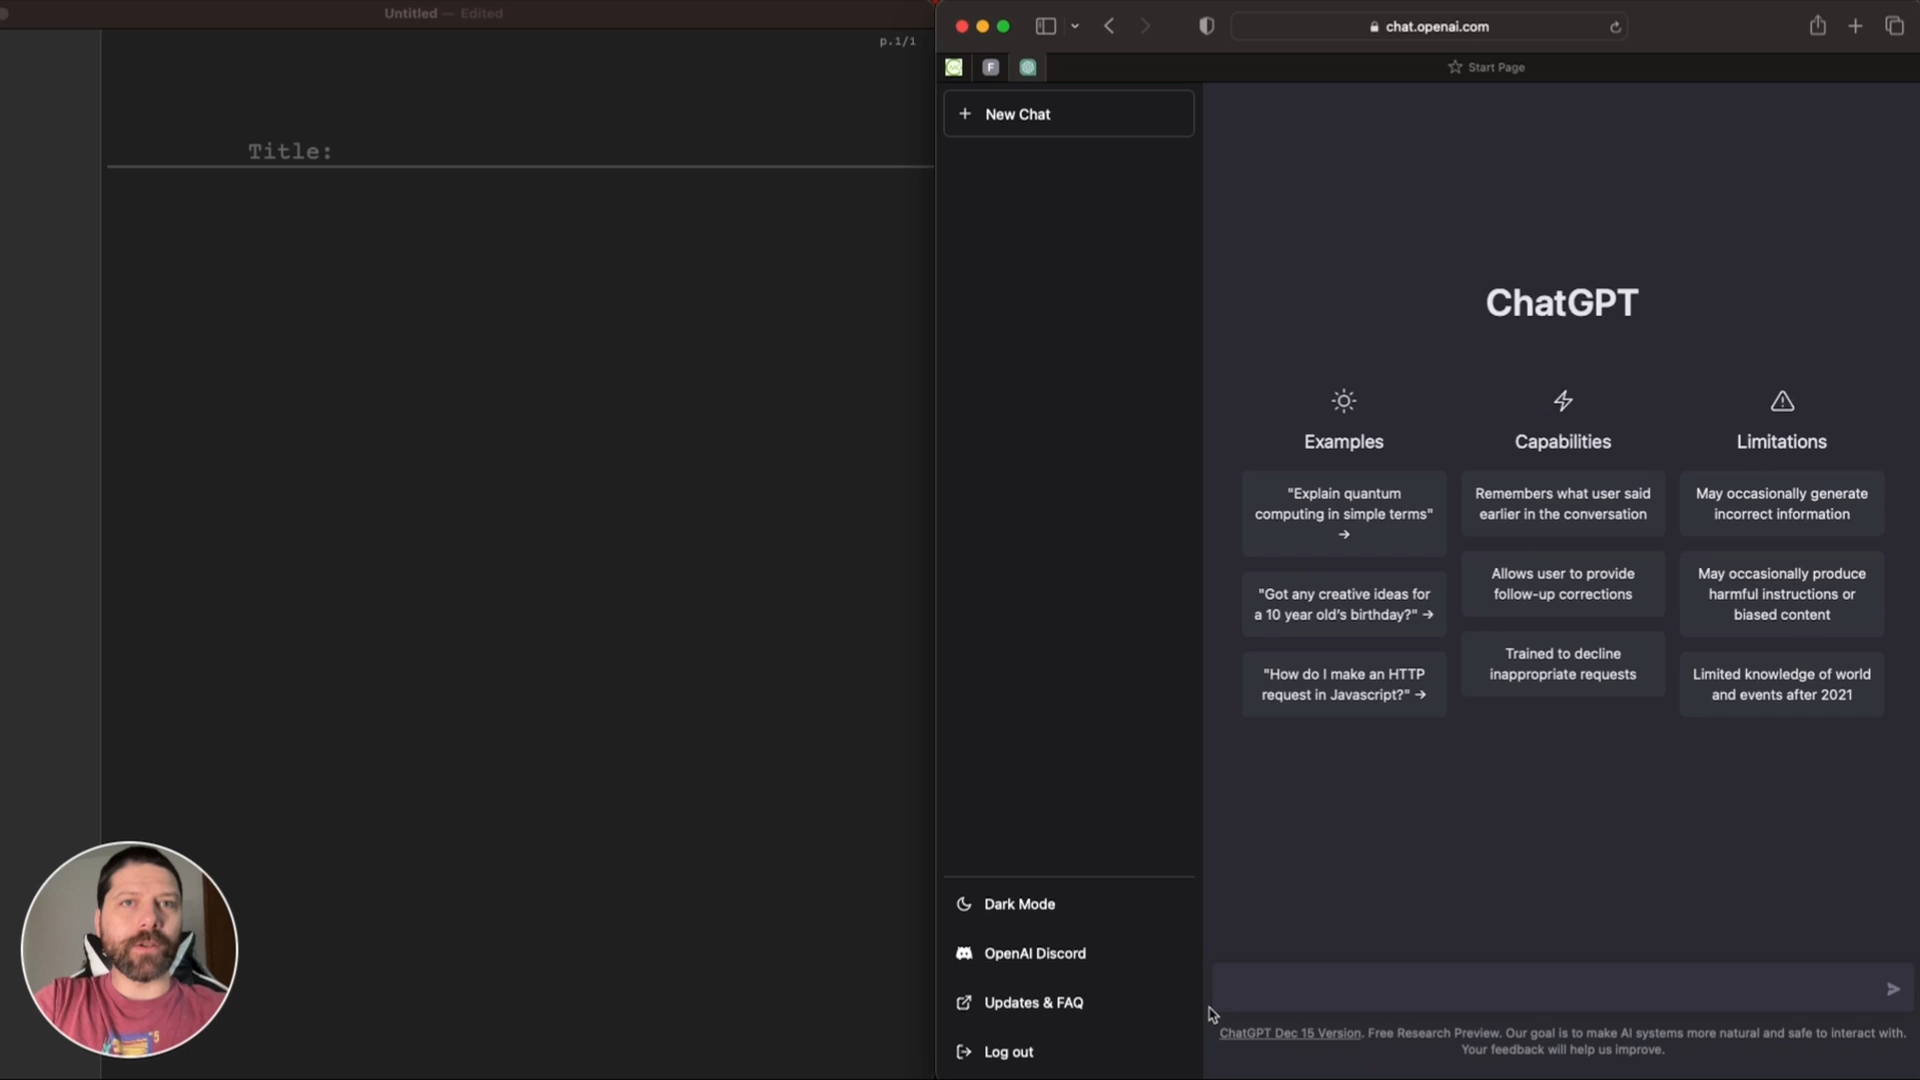 Untitled — Edited
p.1/1
Title:
chat.openai.com
F
Start Page
New Chat
ChatGPT
Examples
"Explain quantum
computing in simple terms"
→
"Got any creative ideas for
a 10 year old's birthday?" →
"How do I make an HTTP
request in Javascript?" →
Capabilities
Remembers what user said
earlier in the conversation
Allows user to provide
follow-up corrections
Trained to decline
inappropriate requests
Limitations
May occasionally generate
incorrect information
May occasionally produce
harmful instructions or
biased content
Limited knowledge of world
and events after 2021
Dark Mode
OpenAI Discord
Updates & FAQ
Log out
ChatGPT Dec 15 Version. Free Research Preview. Our goal is to make AI systems more natural and safe to interact with.
Your feedback will help us improve.